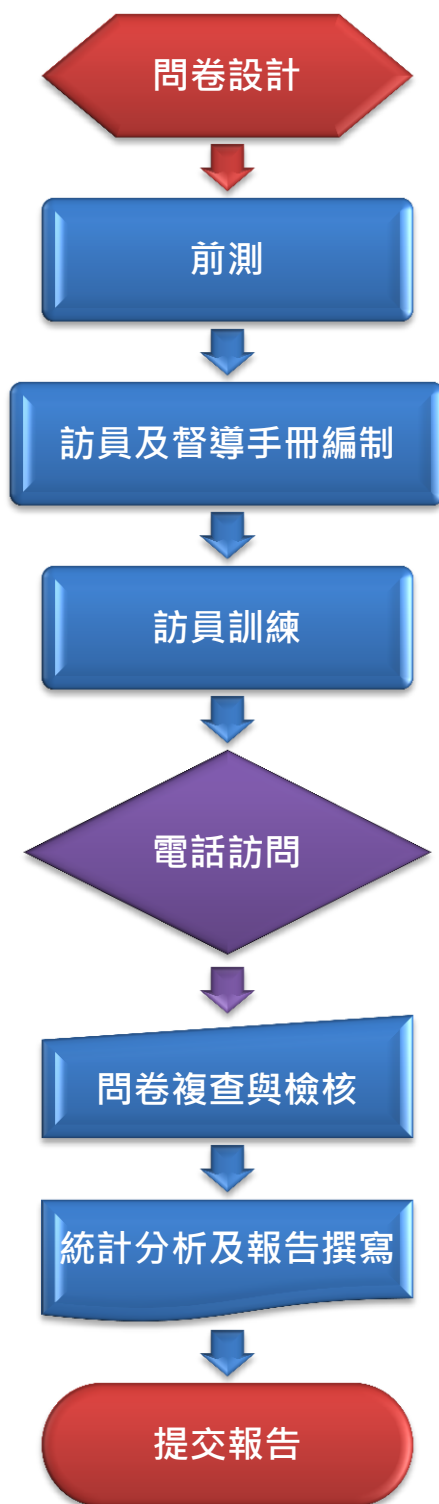 問卷設計
前測
訪員及督導手冊編制
訪員訓練
電話訪問
問卷複查與檢核
統計分析及報告撰寫
提交報告